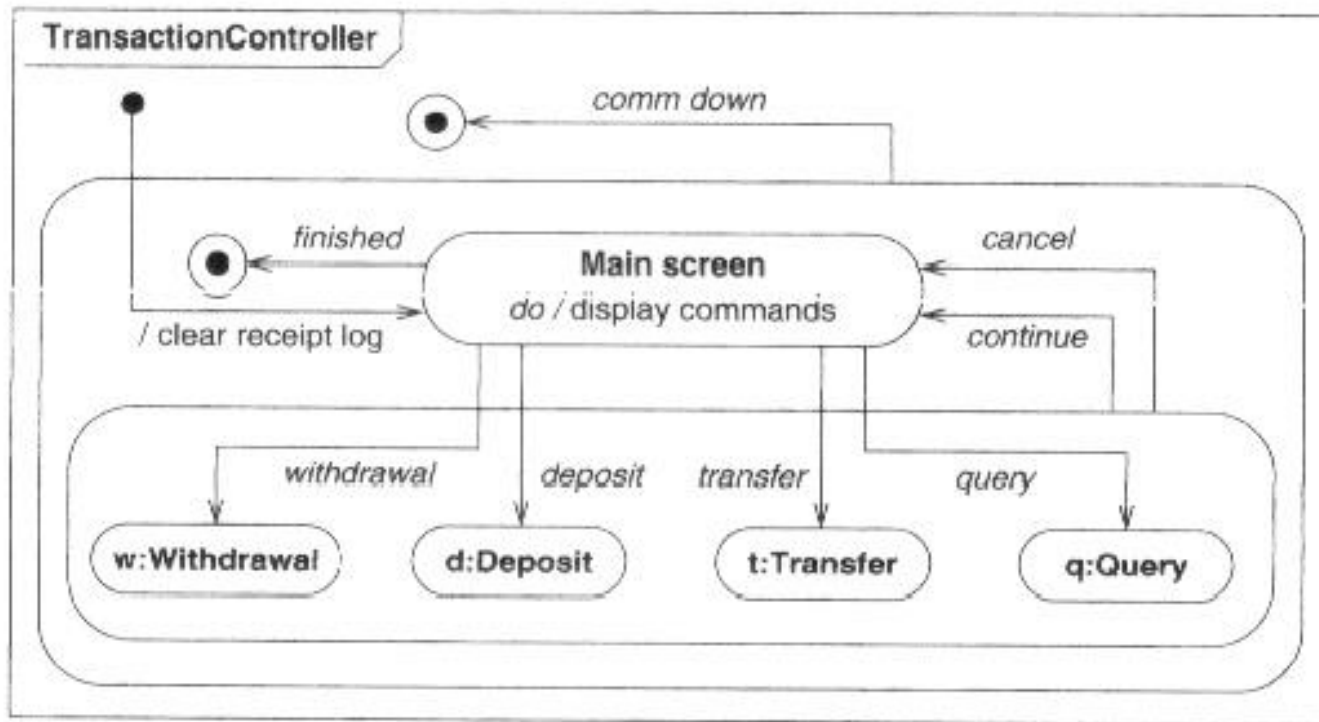 TransactionController
comm down
finished
cancel
Main screen
do / display commands
/ clear receipt log
continue
withdrawal
deposit
transfer
query
w:Withdrawal
d:Deposit
t:Transfer
q:Query